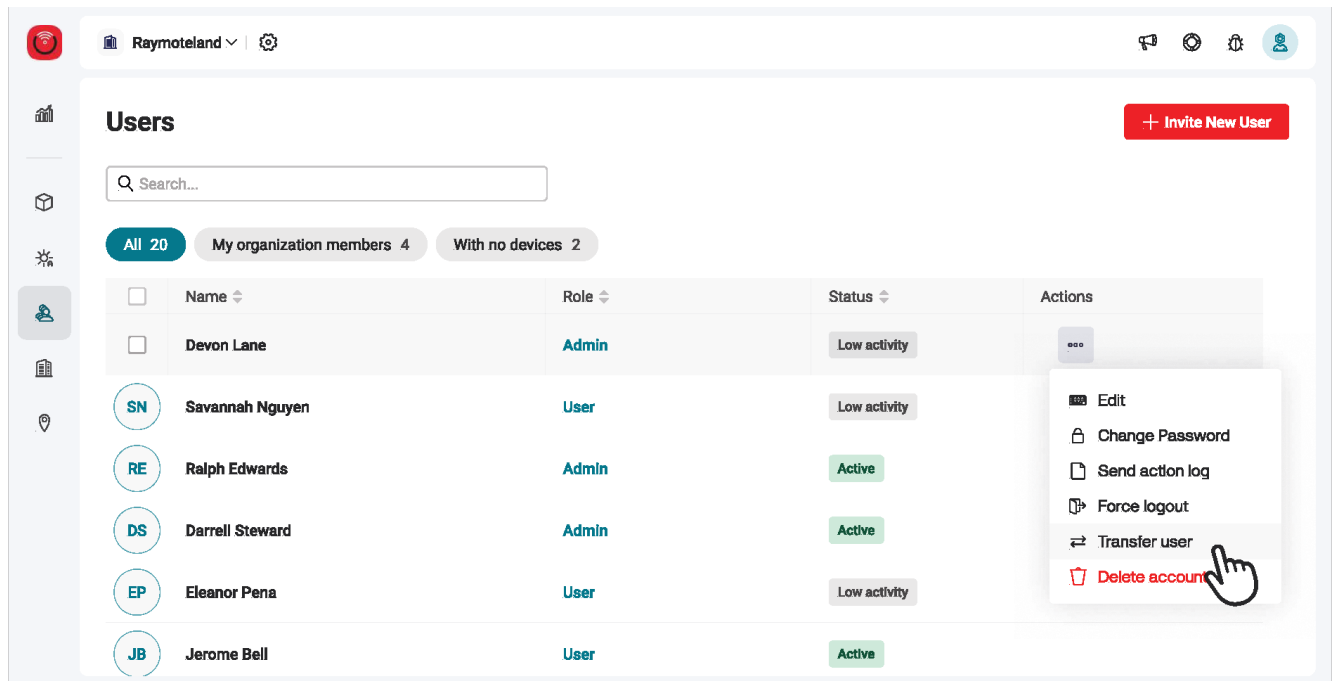 Raymoteland
Users
Invite New User
Search...
All 20
My organization members 4
With no devices 2
Name Role Status Actions
Devon Lane Admin Low activity
SN Savannah Nguyen User Low activity
Edit
Change Password
Send action log
Force logout
Transfer user
Delete account
RE Ralph Edwards Admin Active
DS Darrell Steward Admin Active
EP Eleanor Pena User Low activity
JB Jerome Bell User Active